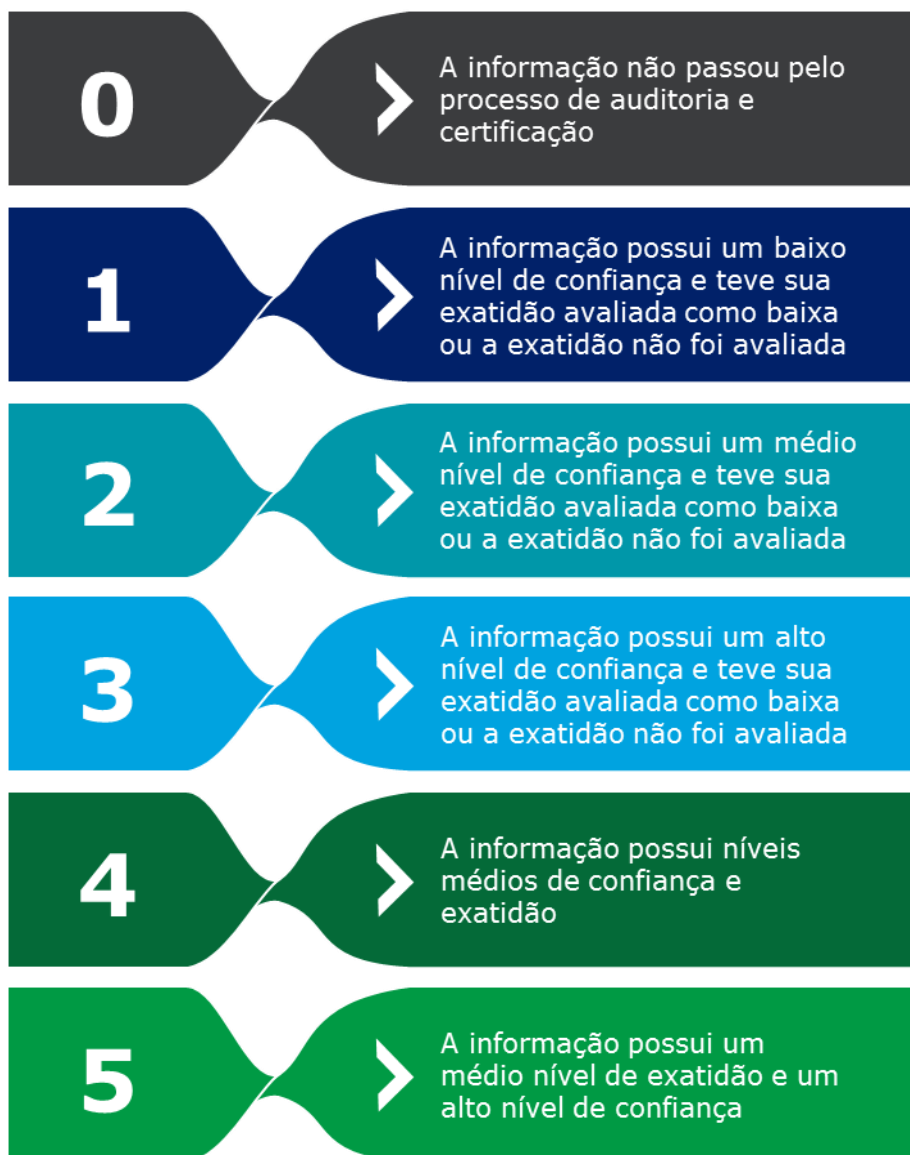 0
A informação não passou pelo
processo de auditoria e
certificação
1
A informação possui um baixo
nível de confiança e teve sua
exatidão avaliada como baixa
ou a exatidão não foi avaliada
2
A informação possui um médio
nível de confiança e teve sua
exatidão avaliada como baixa
ou a exatidão não foi avaliada
3
A informação possui um alto
nível de confiança e teve sua
exatidão avaliada como baixa
ou a exatidão não foi avaliada
4
A informação possui níveis
médios de confiança e
exatidão
5
A informação possui um
médio nível de exatidão e um
alto nível de confiança